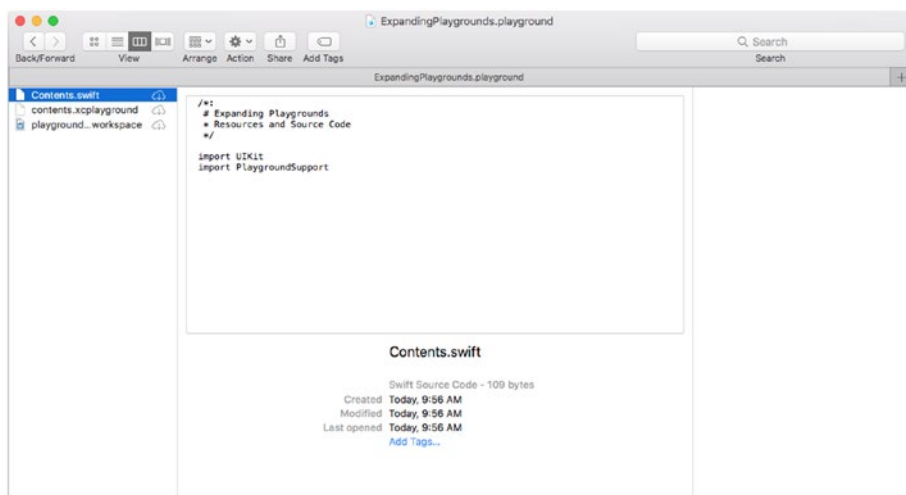 ExpandingPlaygrounds.playground
Search
Back/Forward View Arrange Action Share Add Tags Search
ExpandingPlaygrounds.playground +
Contents.swift
contents.xcplayground
playground...workspace
/*:
# Expanding Playgrounds
* Resources and Source Code
*/
import UIKit
import PlaygroundSupport
Contents.swift
Swift Source Code - 109 bytes
Created Today, 9:56 AM
Modified Today, 9:56 AM
Last opened Today, 9:56 AM
Add Tags...